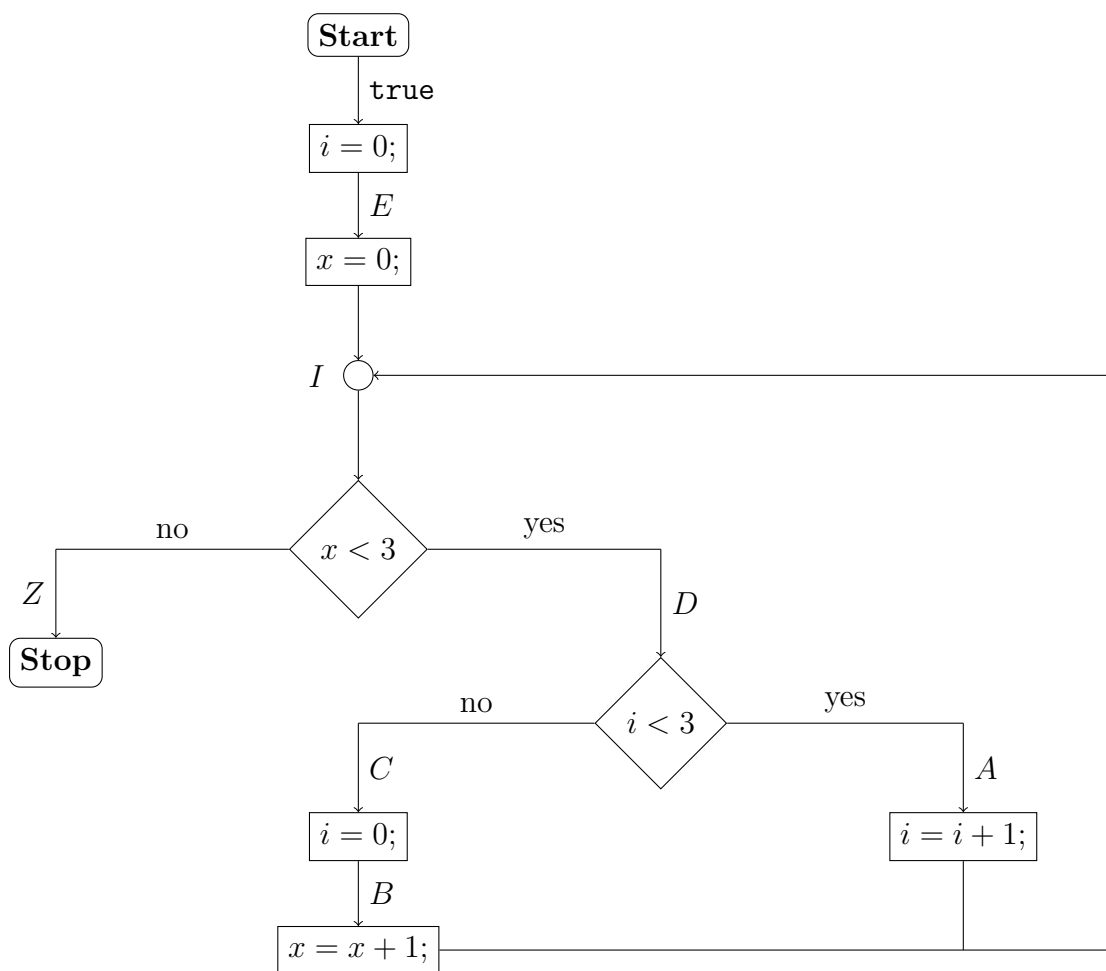 Start
true
i = 0;
E
x = 0;
I
no
x < 3
yes
Z
D
Stop
no
i < 3
yes
C
A
i = 0;
i = i + 1;
B
x = x + 1;